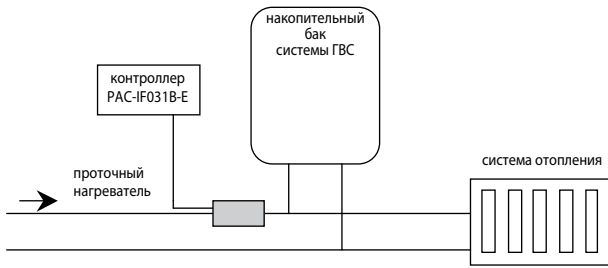 накопительный
бак
системы ГВС
контроллер
PAC-IF031B-E
проточный
нагреватель
система отопления